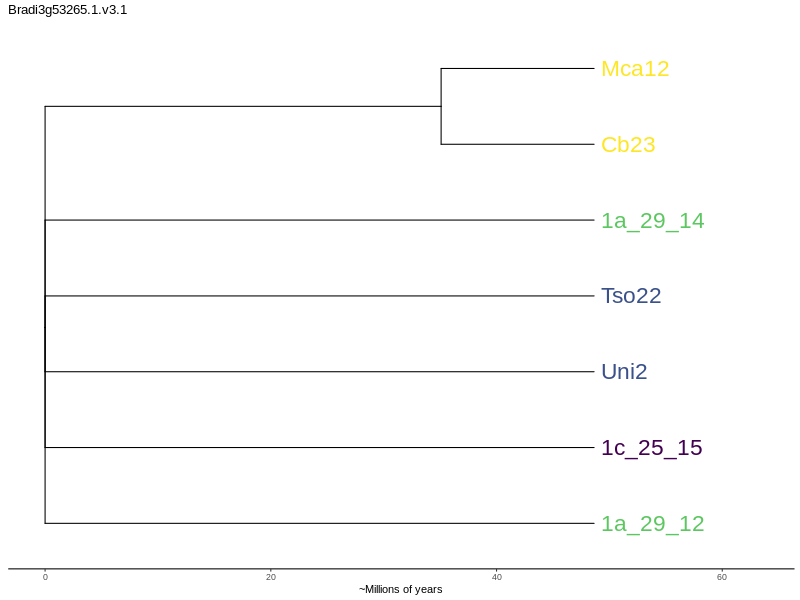 Bradi3g53265.1.v3.1
Mca12
Cb23
1a_29_14
Tso22
Uni2
1c_25_15
1a_29_12
0 20 40 60
~Millions of years